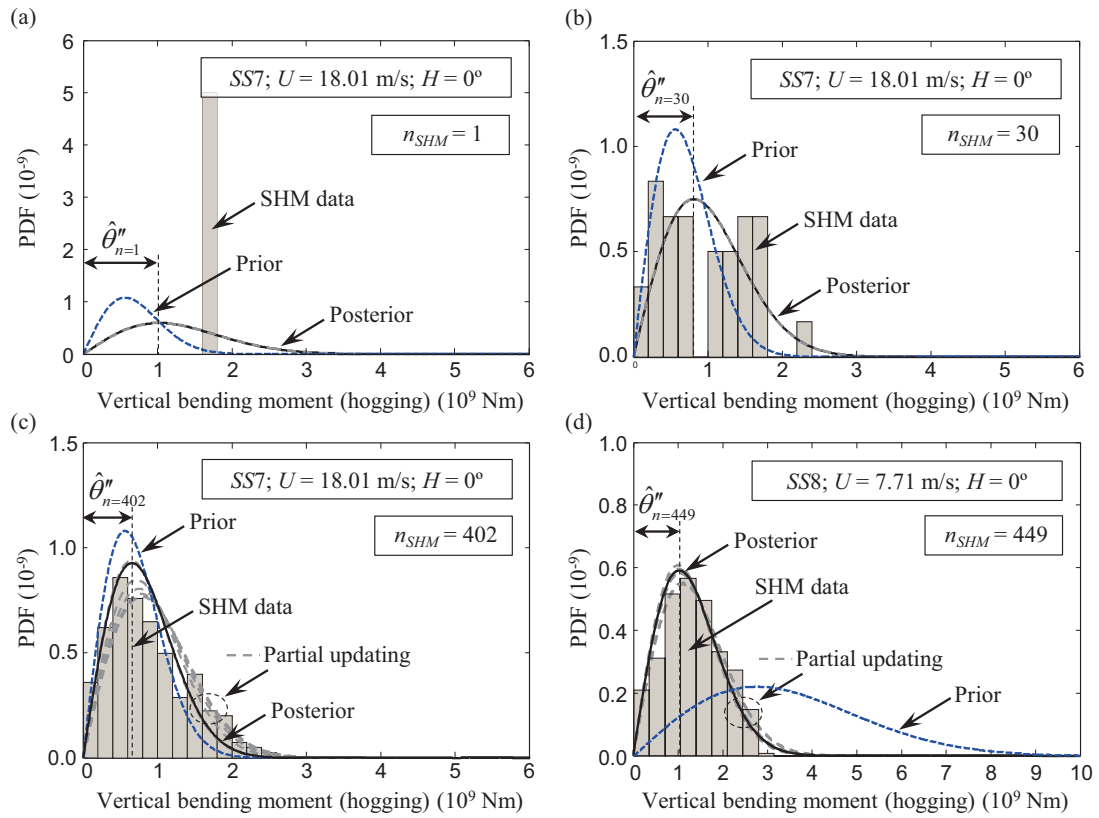 (a)
6
5
4
3
2
1
0
PDF (10⁻⁹)
SS7; U = 18.01 m/s; H = 0º
n_SHM = 1
SHM data
θ̂″n=1
Prior
Posterior
0 1 2 3 4 5 6
Vertical bending moment (hogging) (10⁹ Nm)
(b)
1.5
1.0
0.5
0.0
PDF (10⁻⁹)
SS7; U = 18.01 m/s; H = 0º
θ̂″n=30
n_SHM = 30
Prior
SHM data
Posterior
0 1 2 3 4 5 6
Vertical bending moment (hogging) (10⁹ Nm)
(c)
1.5
1.0
0.5
0.0
PDF (10⁻⁹)
SS7; U = 18.01 m/s; H = 0º
θ̂″n=402
n_SHM = 402
Prior
SHM data
Partial updating
Posterior
0 1 2 3 4 5 6
Vertical bending moment (hogging) (10⁹ Nm)
(d)
1.0
0.8
0.6
0.4
0.2
0.0
PDF (10⁻⁹)
SS8; U = 7.71 m/s; H = 0º
θ̂″n=449
n_SHM = 449
Posterior
SHM data
Partial updating
Prior
0 1 2 3 4 5 6 7 8 9 10
Vertical bending moment (hogging) (10⁹ Nm)